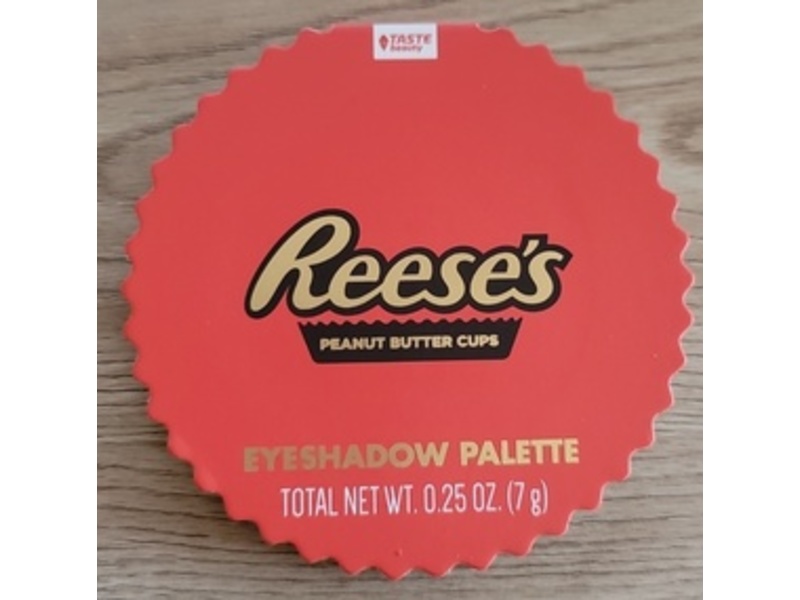 TASTE
beauty
Reese's
PEANUT BUTTER CUPS
EYESHADOW PALETTE
TOTAL NET WT. 0.25 OZ. (7 g)